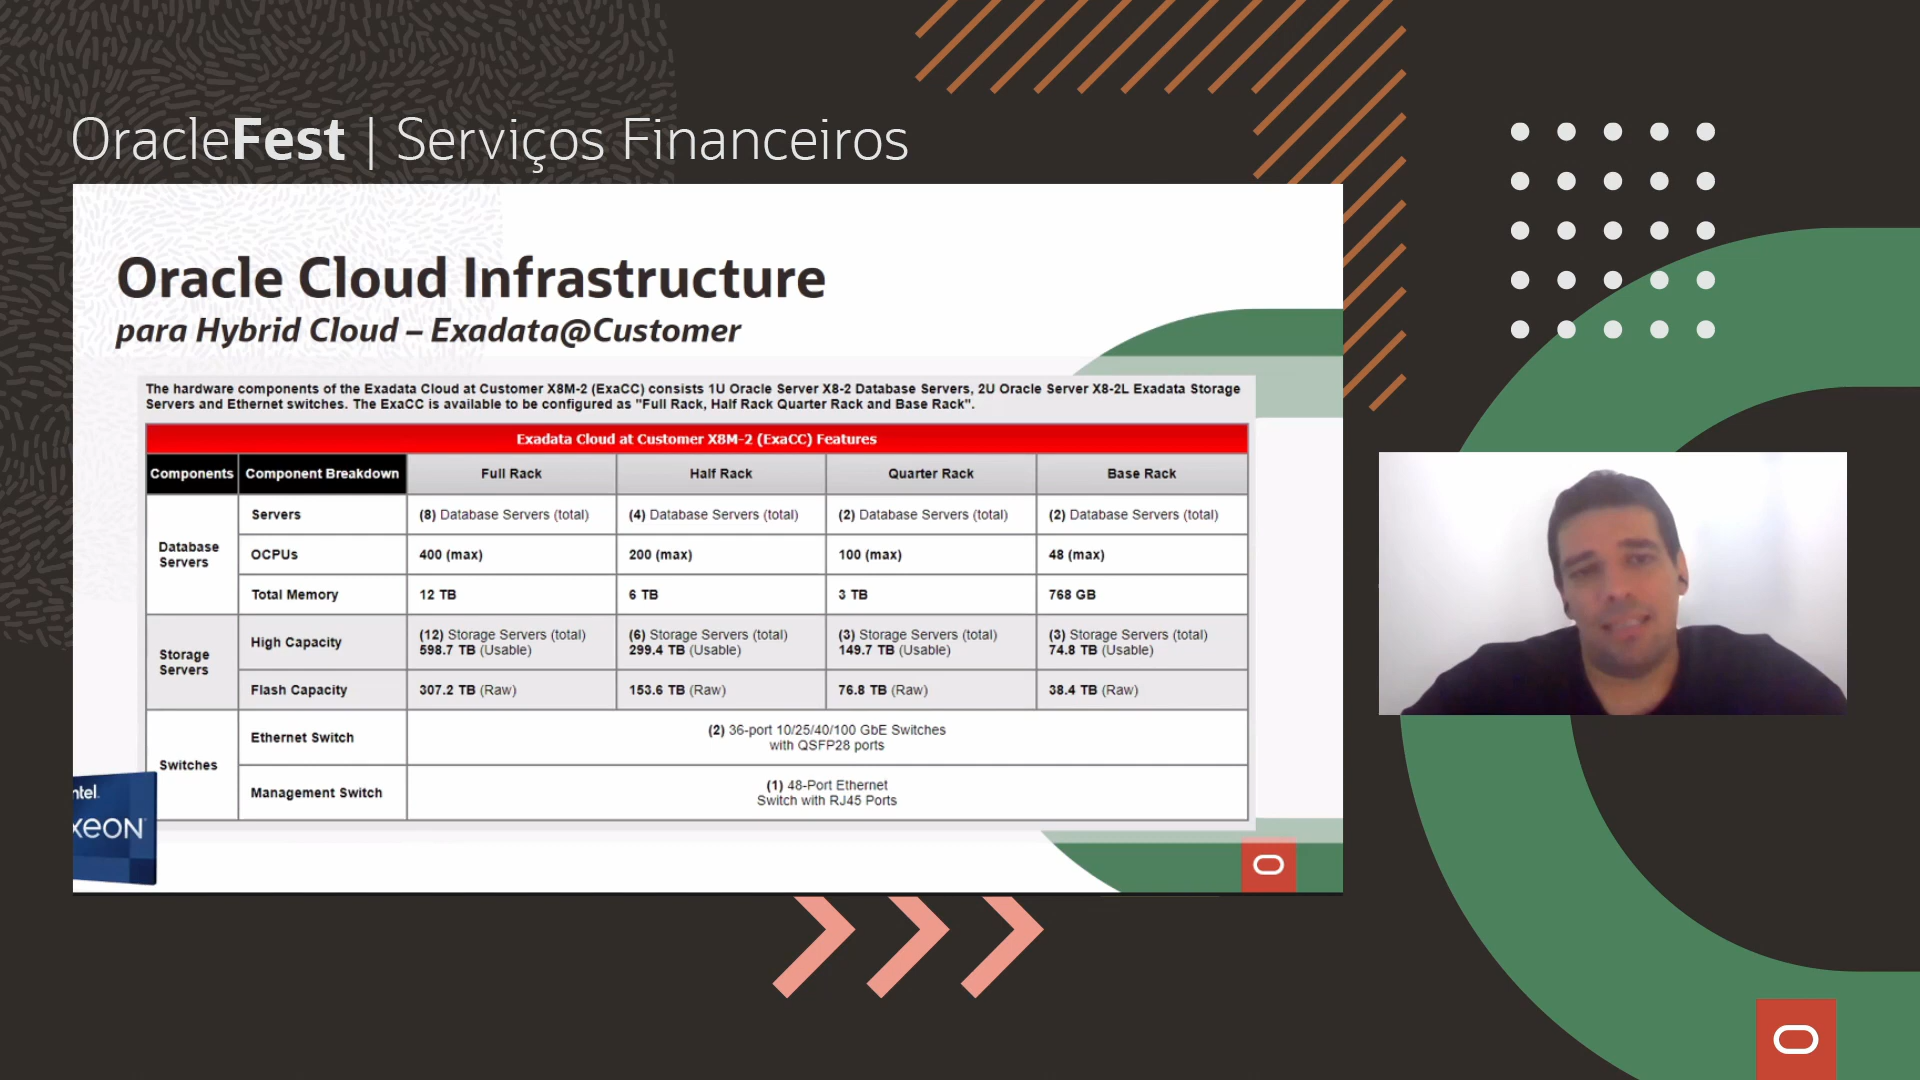 OracleFest | Serviços Financeiros
Oracle Cloud Infrastructure
para Hybrid Cloud – Exadata@Customer
The hardware components of the Exadata Cloud at Customer X8M-2 (ExaCC) consists 1U Oracle Server X8-2 Database Servers, 2U Oracle Server X8-2L Exadata Storage
Servers and Ethernet switches. The ExaCC is available to be configured as "Full Rack, Half Rack Quarter Rack and Base Rack".
Exadata Cloud at Customer X8M-2 (ExaCC) Features
Components Component Breakdown Full Rack Half Rack Quarter Rack Base Rack
Database
Servers
Servers (8) Database Servers (total) (4) Database Servers (total) (2) Database Servers (total) (2) Database Servers (total)
OCPUs 400 (max) 200 (max) 100 (max) 48 (max)
Total Memory 12 TB 6 TB 3 TB 768 GB
Storage
Servers
High Capacity (12) Storage Servers (total) (6) Storage Servers (total) (3) Storage Servers (total) (3) Storage Servers (total)
598.7 TB (Usable) 299.4 TB (Usable) 149.7 TB (Usable) 74.8 TB (Usable)
Flash Capacity 307.2 TB (Raw) 153.6 TB (Raw) 76.8 TB (Raw) 38.4 TB (Raw)
Switches
Ethernet Switch (2) 36-port 10/25/40/100 GbE Switches
with QSFP28 ports
Management Switch (1) 48-Port Ethernet
Switch with RJ45 Ports
ntel.
xeon